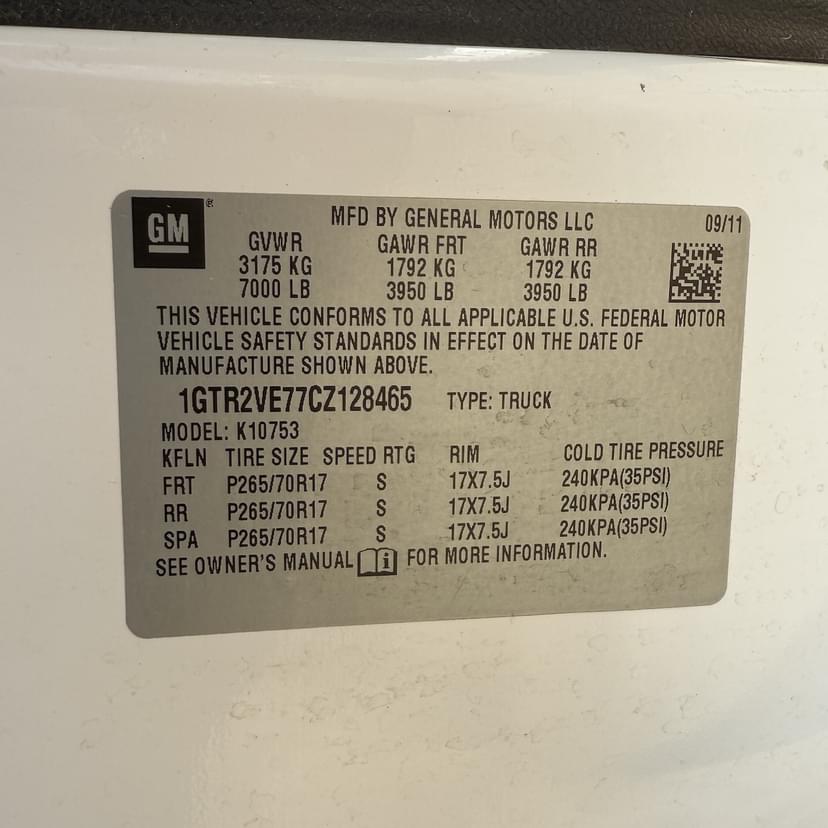 GM ® MFD BY GENERAL MOTORS LLC 09/11
GVWR GAWR FRT GAWR RR
3175 KG 1792 KG 1792 KG
7000 LB 3950 LB 3950 LB
THIS VEHICLE CONFORMS TO ALL APPLICABLE U.S. FEDERAL MOTOR
VEHICLE SAFETY STANDARDS IN EFFECT ON THE DATE OF
MANUFACTURE SHOWN ABOVE.
1GTR2VE77CZ128465 TYPE: TRUCK
MODEL: K10753
KFLN TIRE SIZE SPEED RTG RIM COLD TIRE PRESSURE
FRT P265/70R17 S 17X7.5J 240KPA(35PSI)
RR P265/70R17 S 17X7.5J 240KPA(35PSI)
SPA P265/70R17 S 17X7.5J 240KPA(35PSI)
SEE OWNER'S MANUAL i FOR MORE INFORMATION.